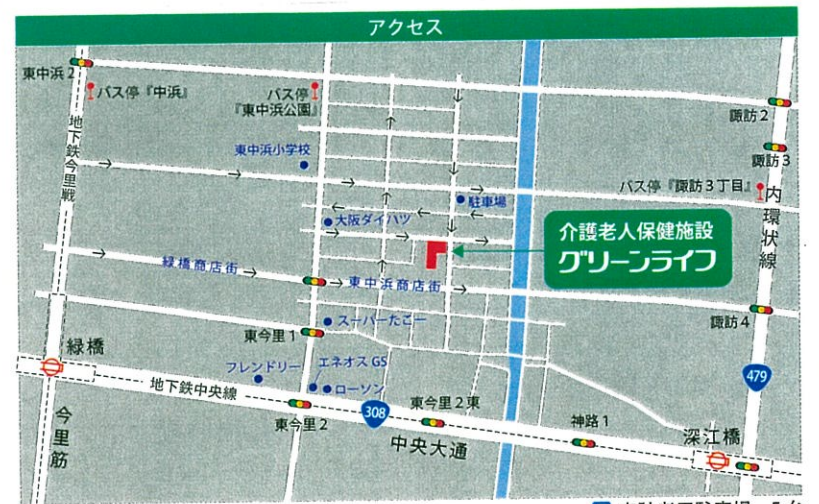 アクセス
東中浜2
バス停『中浜』
バス停
『東中浜公園』
諏訪2
諏訪3
地下鉄今里戦
東中浜小学校
バス停『諏訪3丁目』
内環状線
駐車場
大阪ダイハツ
介護老人保健施設
グリーンライフ
緑橋商店街
東中浜商店街
諏訪4
スーパーたこー
東今里1
緑橋
フレンドリー
エネオスGS
ローソン
地下鉄中央線
479
308
東今里2東
東今里2
中央大通
神路1
深江橋
今里筋